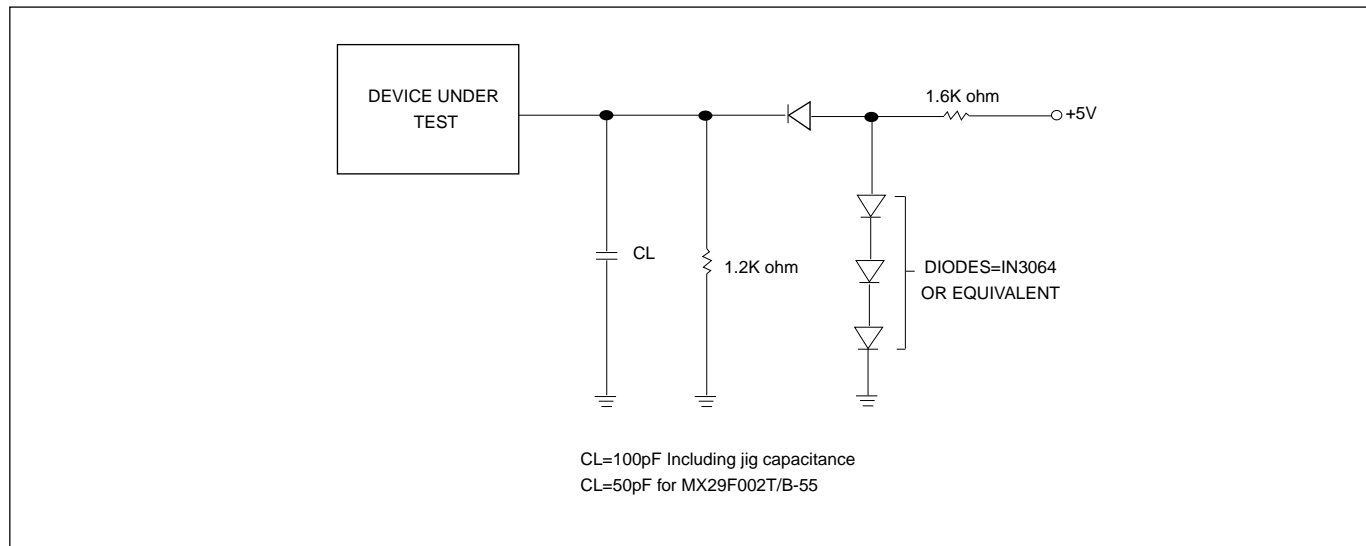 DEVICE UNDER
TEST
1.6K ohm
+5V
CL
1.2K ohm
DIODES=IN3064
OR EQUIVALENT
CL=100pF Including jig capacitance
CL=50pF for MX29F002T/B-55